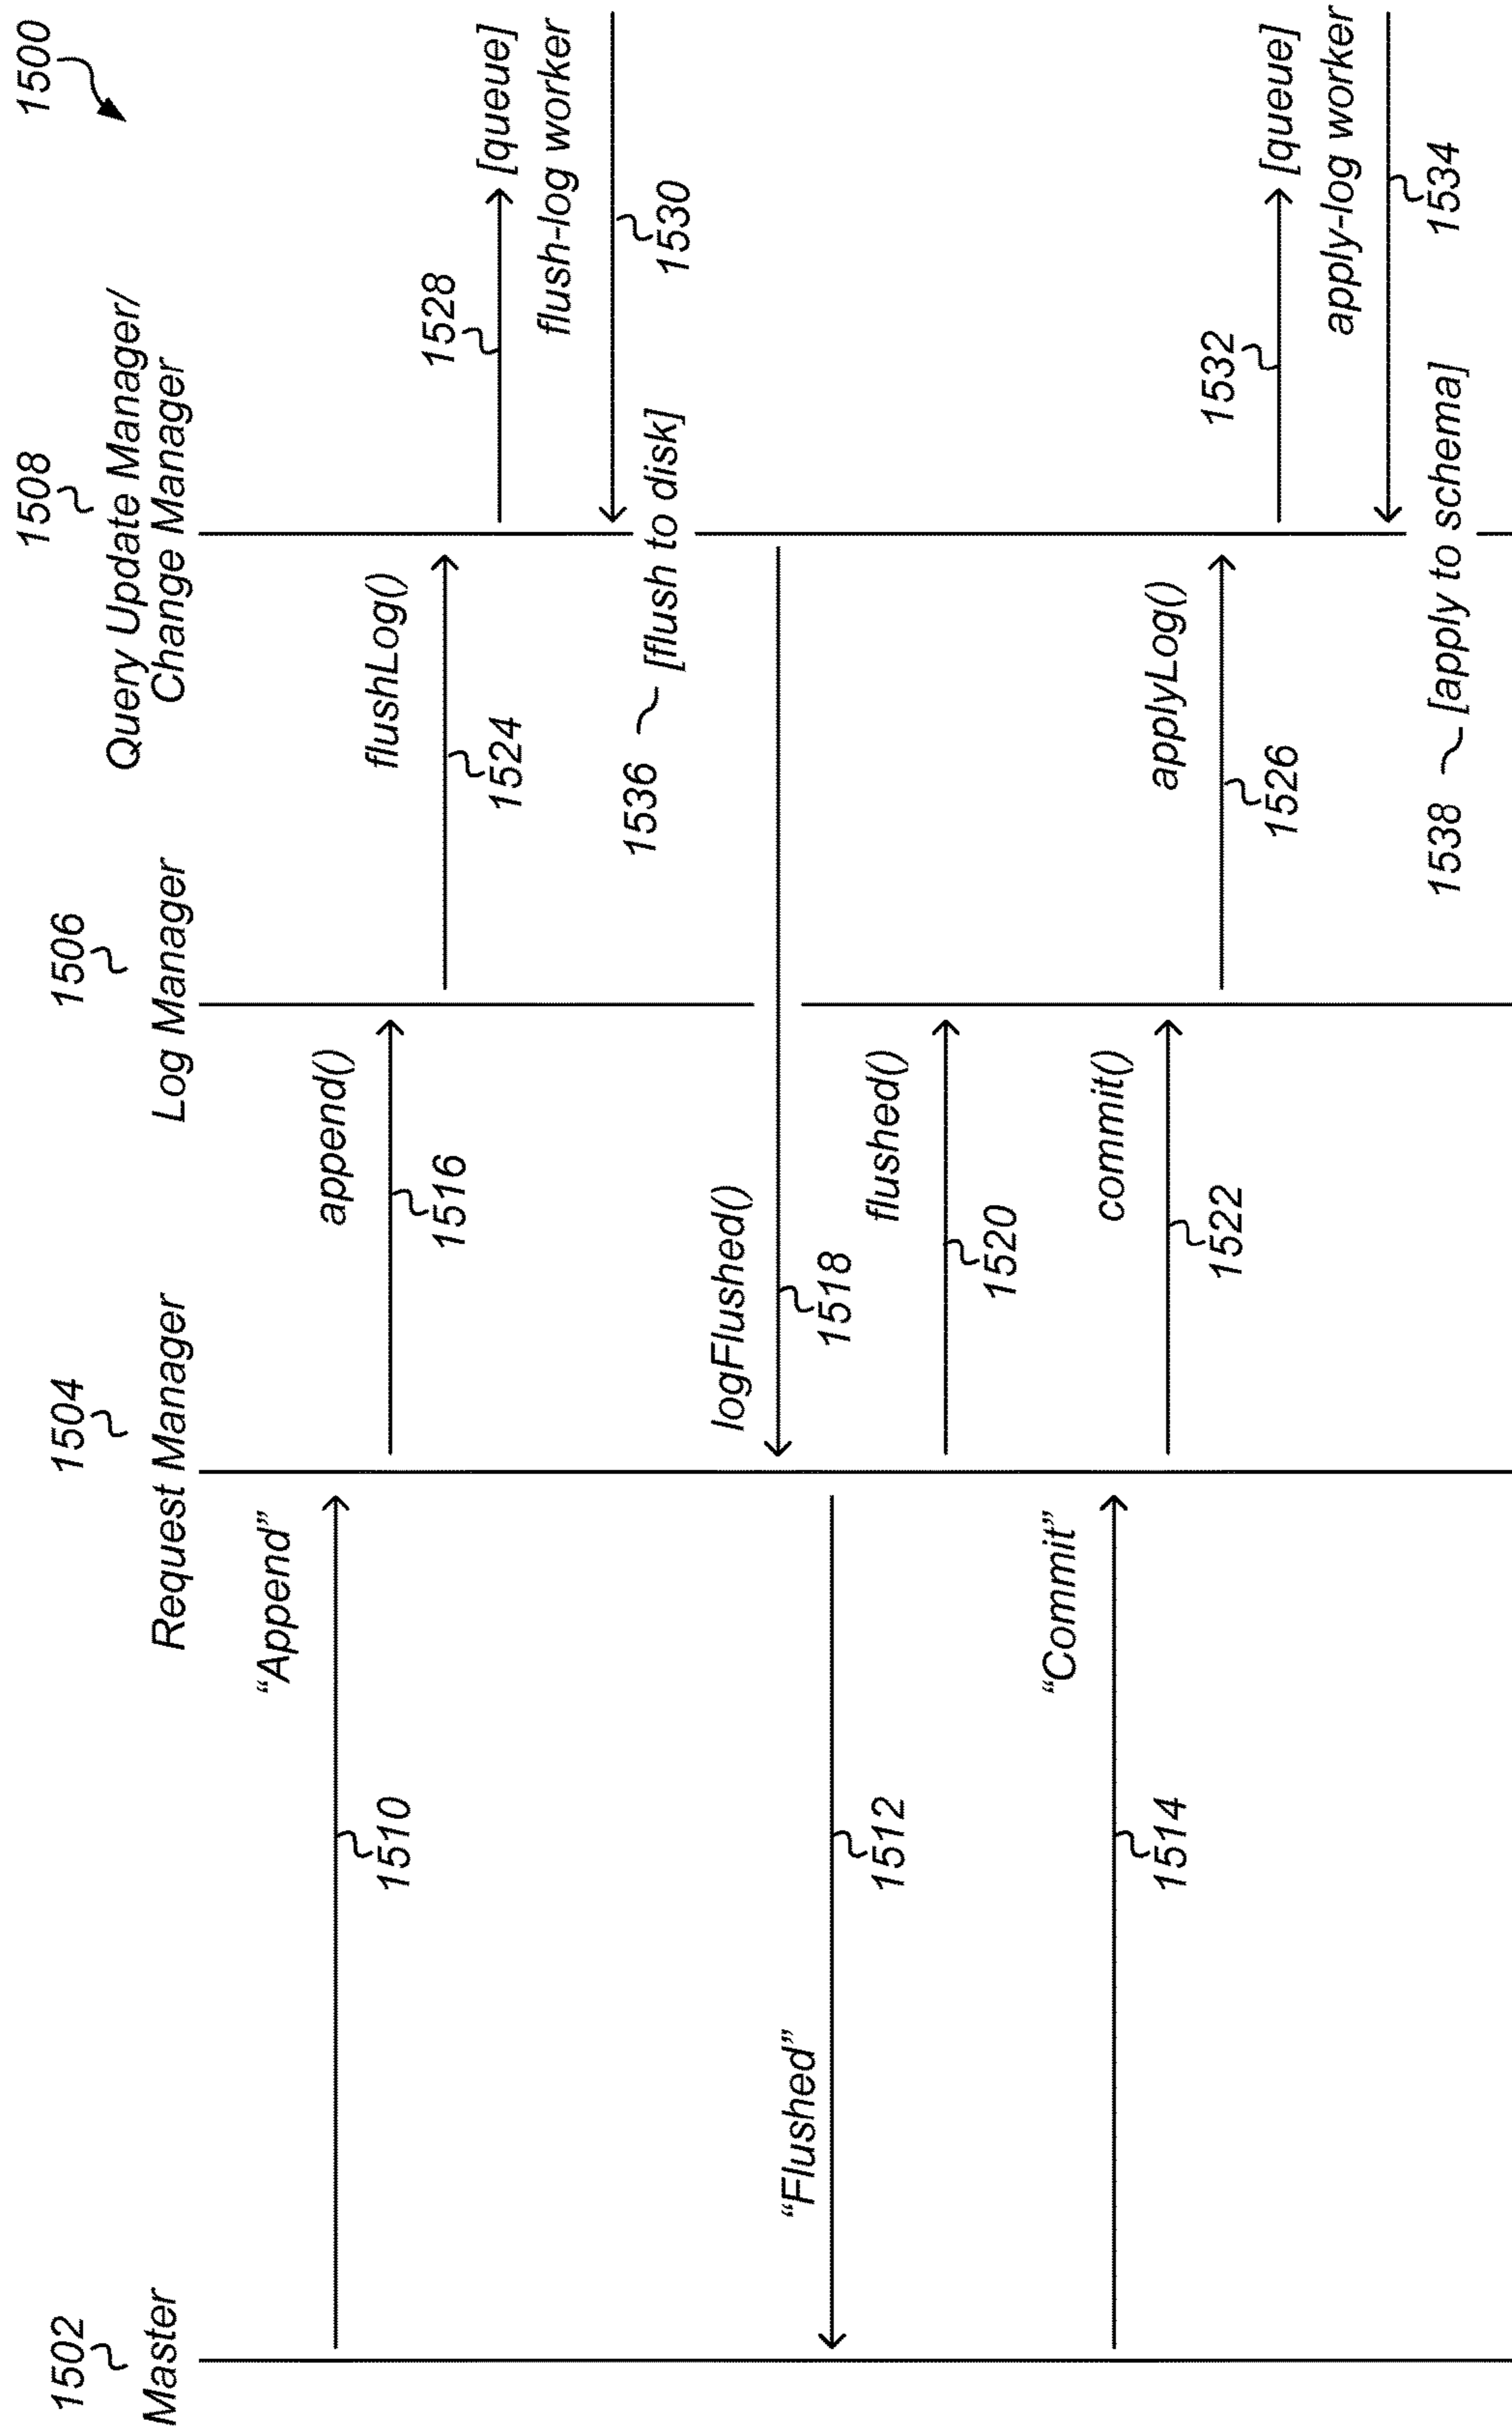 1500
1502
Master
1504
Request Manager
1506
Log Manager
1508
Query Update Manager/
Change Manager
“Append”
1510
append()
1516
flushLog()
1524
1528
[queue]
flush-log worker
1530
1536
[flush to disk]
logFlushed()
1518
“Flushed”
1512
flushed()
1520
“Commit”
1514
commit()
1522
applyLog()
1526
1532
[queue]
apply-log worker
1534
1538
[apply to schema]